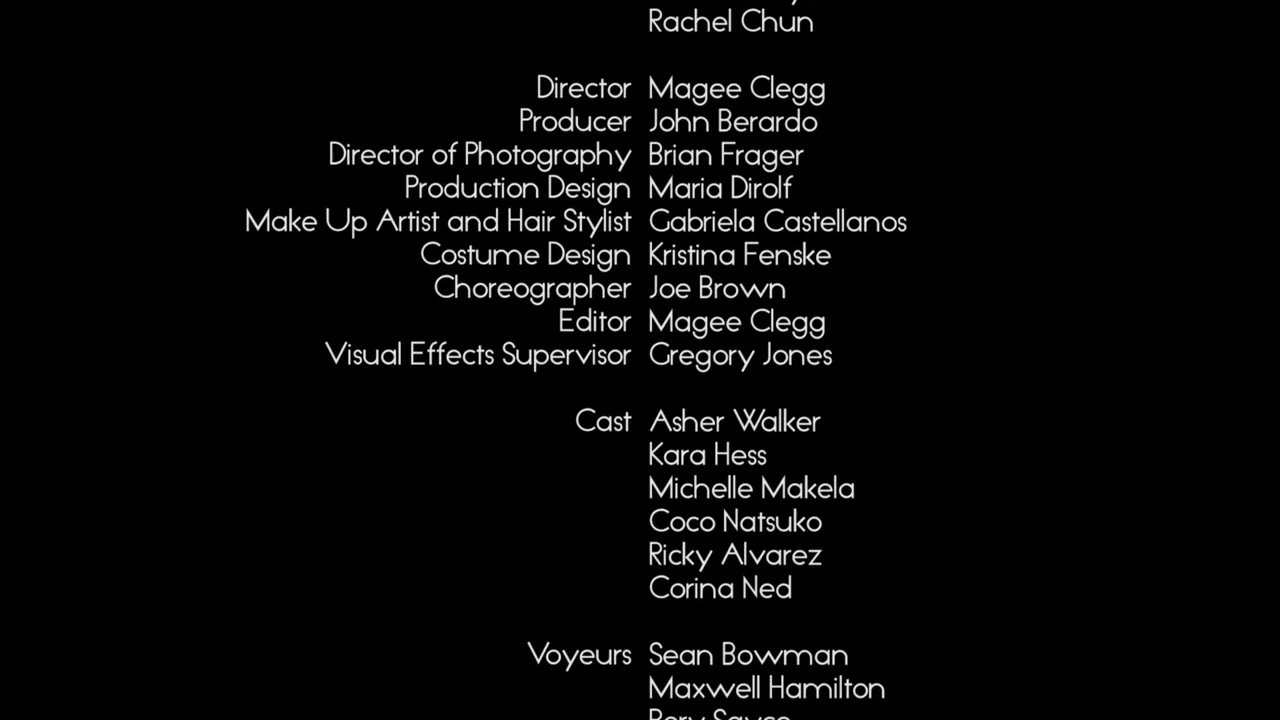 Rachel Chun
Director Magee Clegg
Producer John Berardo
Director of Photography Brian Frager
Production Design Maria Dirolf
Make Up Artist and Hair Stylist Gabriela Castellanos
Costume Design Kristina Fenske
Choreographer Joe Brown
Editor Magee Clegg
Visual Effects Supervisor Gregory Jones
Cast Asher Walker
Kara Hess
Michelle Makela
Coco Natsuko
Ricky Alvarez
Corina Ned
Voyeurs Sean Bowman
Maxwell Hamilton